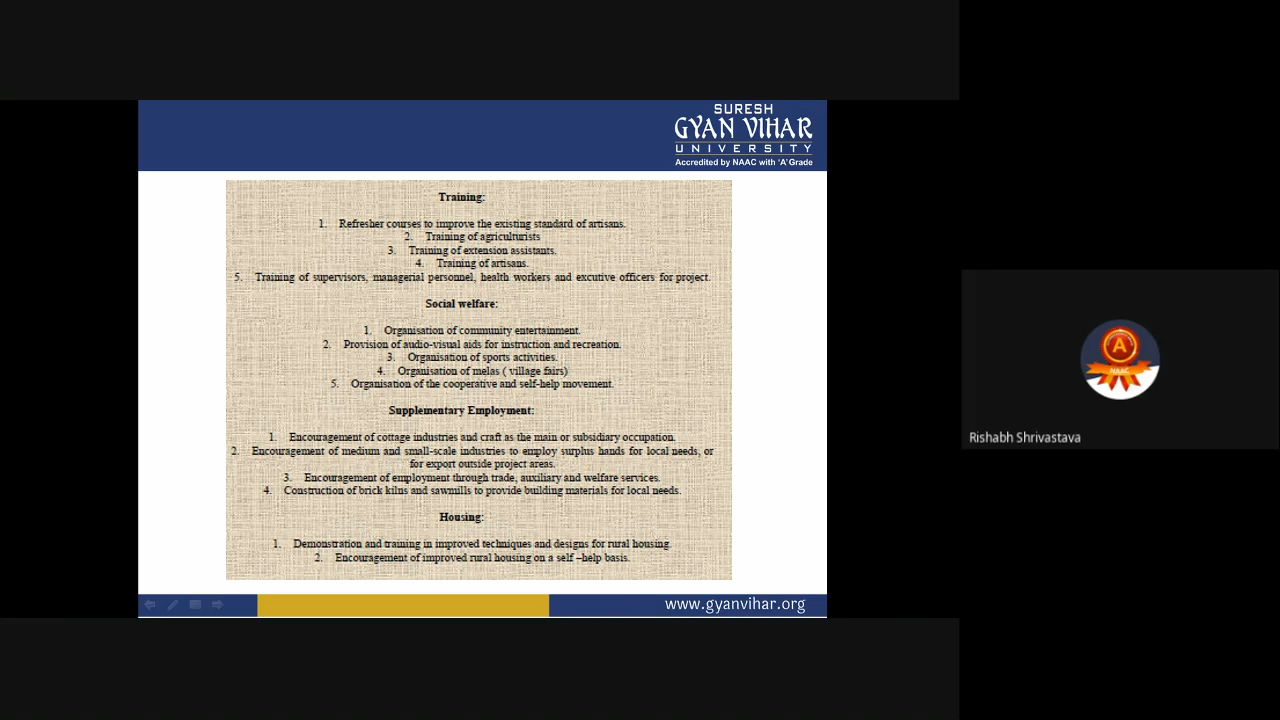 SURESH
GYAN VIHAR
UNIVERSITY
Accredited by NAAC with 'A' Grade
Training:
1. Refresher courses to improve the existing standard of artisans.
2. Training of agriculturists
3. Training of extension assistants.
4. Training of artisans.
5. Training of supervisors, managerial personnel, health workers and excutive officers for project.
Social welfare:
1. Organisation of community entertainment.
2. Provision of audio-visual aids for instruction and recreation.
3. Organisation of sports activities.
4. Organisation of melas ( village fairs)
5. Organisation of the cooperative and self-help movement.
Supplementary Employment:
1. Encouragement of cottage industries and craft as the main or subsidiary occupation.
2. Encouragement of medium and small-scale industries to employ surplus hands for local needs, or
for export outside project areas.
3. Encouragement of employment through trade, auxiliary and welfare services.
4. Construction of brick kilns and sawmills to provide building materials for local needs.
Housing:
1. Demonstration and training in improved techniques and designs for rural housing
2. Encouragement of improved rural housing on a self –help basis.
www.gyanvihar.org
A
NAAC
Rishabh Shrivastava